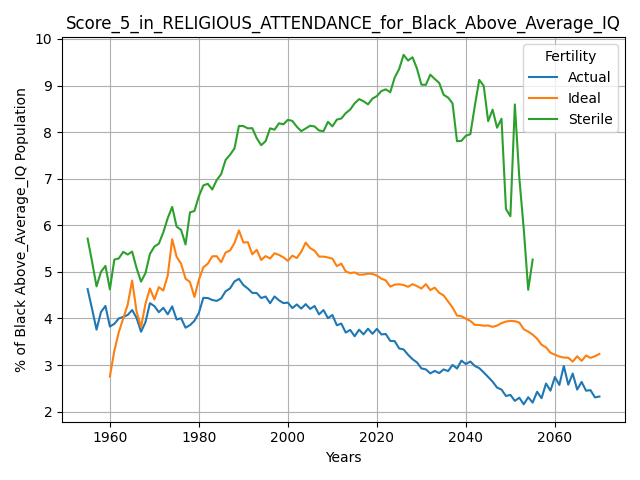 Score_5_in_RELIGIOUS_ATTENDANCE_for_Black_Above_Average_IQ
% of Black Above_Average_IQ Population
10
9
8
7
6
5
4
3
2
Fertility
Actual
Ideal
Sterile
1960
1980
2000
2020
2040
2060
Years